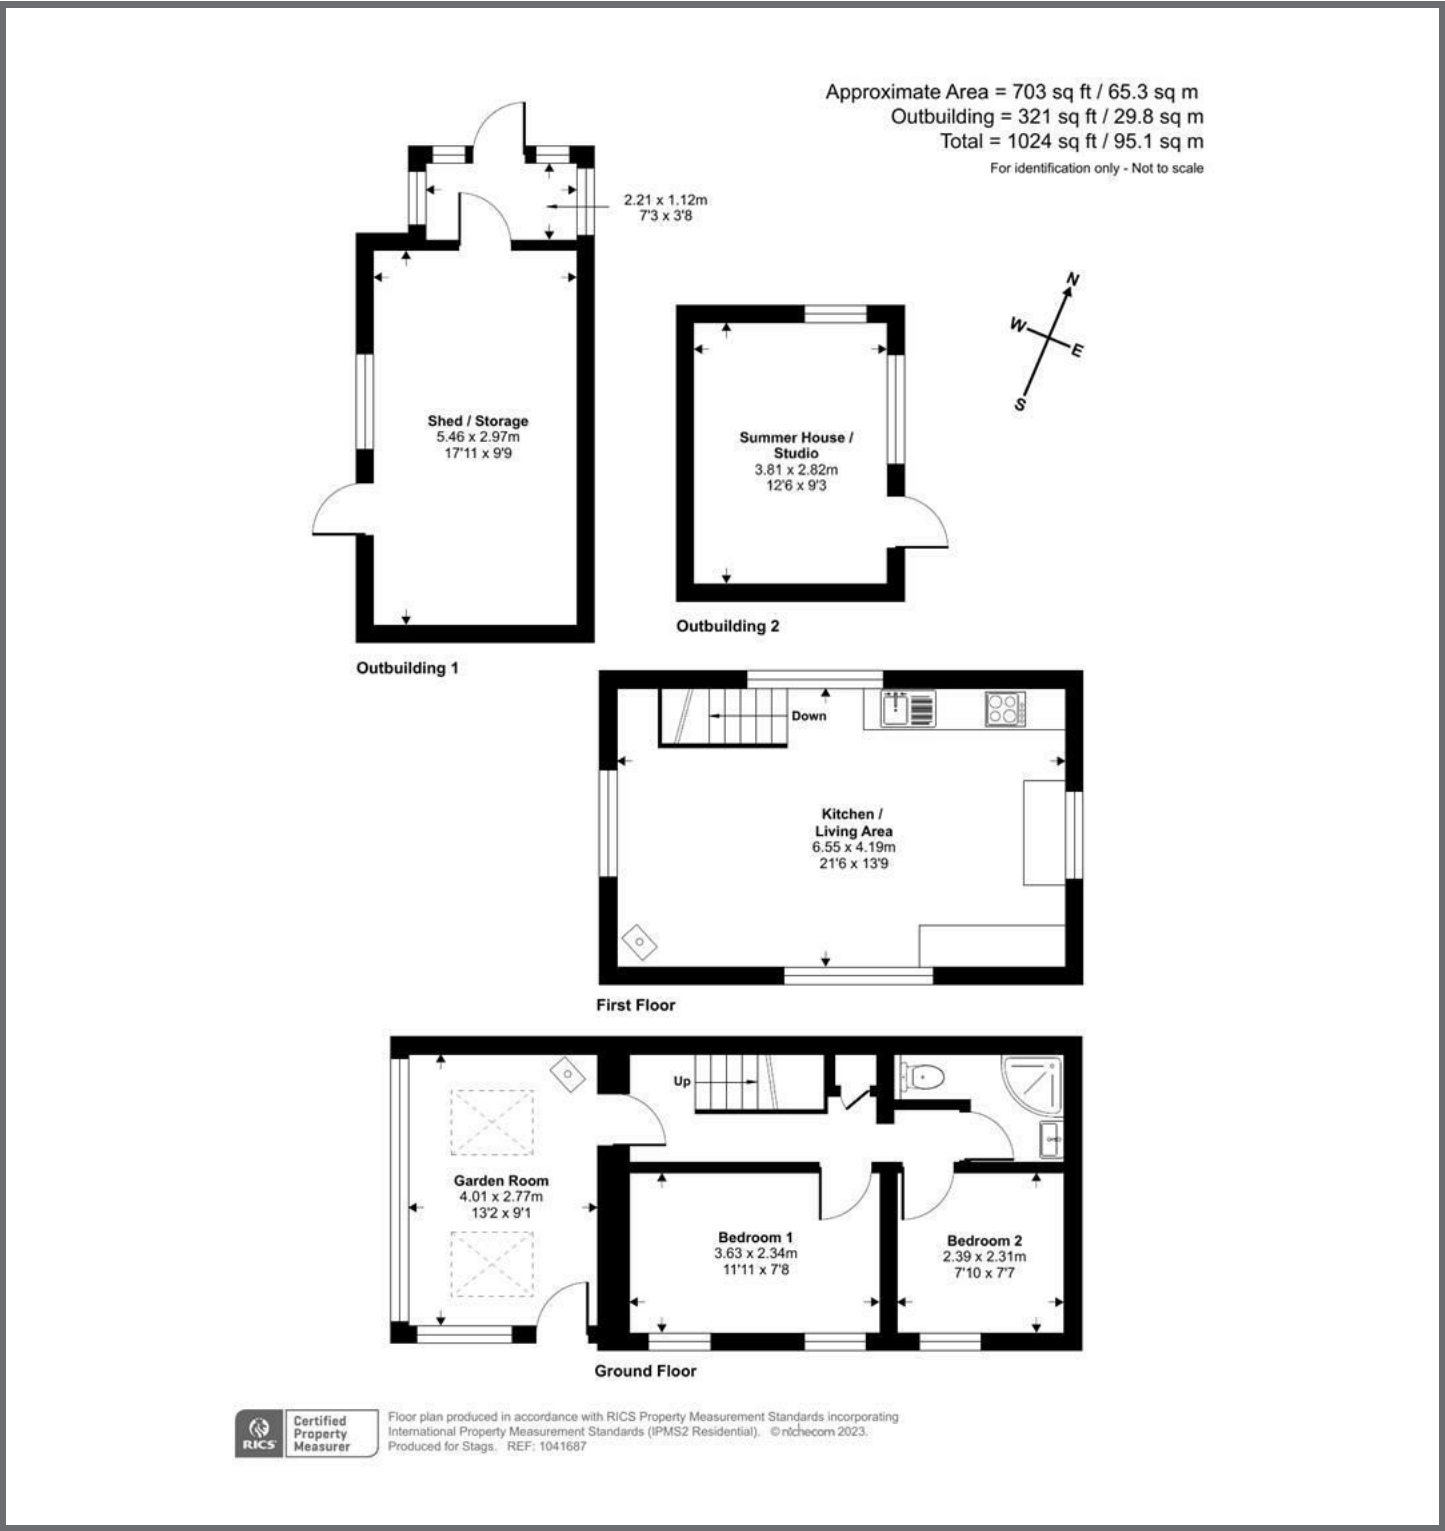 Approximate Area = 703 sq ft / 65.3 sq m
Outbuilding = 321 sq ft / 29.8 sq m
Total = 1024 sq ft / 95.1 sq m
For identification only - Not to scale
2.21 x 1.12m
7'3 x 3'8
N
W
E
S
Shed / Storage
5.46 x 2.97m
17'11 x 9'9
Summer House /
Studio
3.81 x 2.82m
12'6 x 9'3
Outbuilding 2
Outbuilding 1
Down
Kitchen /
Living Area
6.55 x 4.19m
21'6 x 13'9
First Floor
Up
Garden Room
4.01 x 2.77m
13'2 x 9'1
Bedroom 1
3.63 x 2.34m
11'11 x 7'8
Bedroom 2
2.39 x 2.31m
7'10 x 7'7
Ground Floor
RICS
Certified
Property
Measurer
Floor plan produced in accordance with RICS Property Measurement Standards incorporating
International Property Measurement Standards (IPMS2 Residential). © nichecom 2023.
Produced for Stags. REF: 1041687